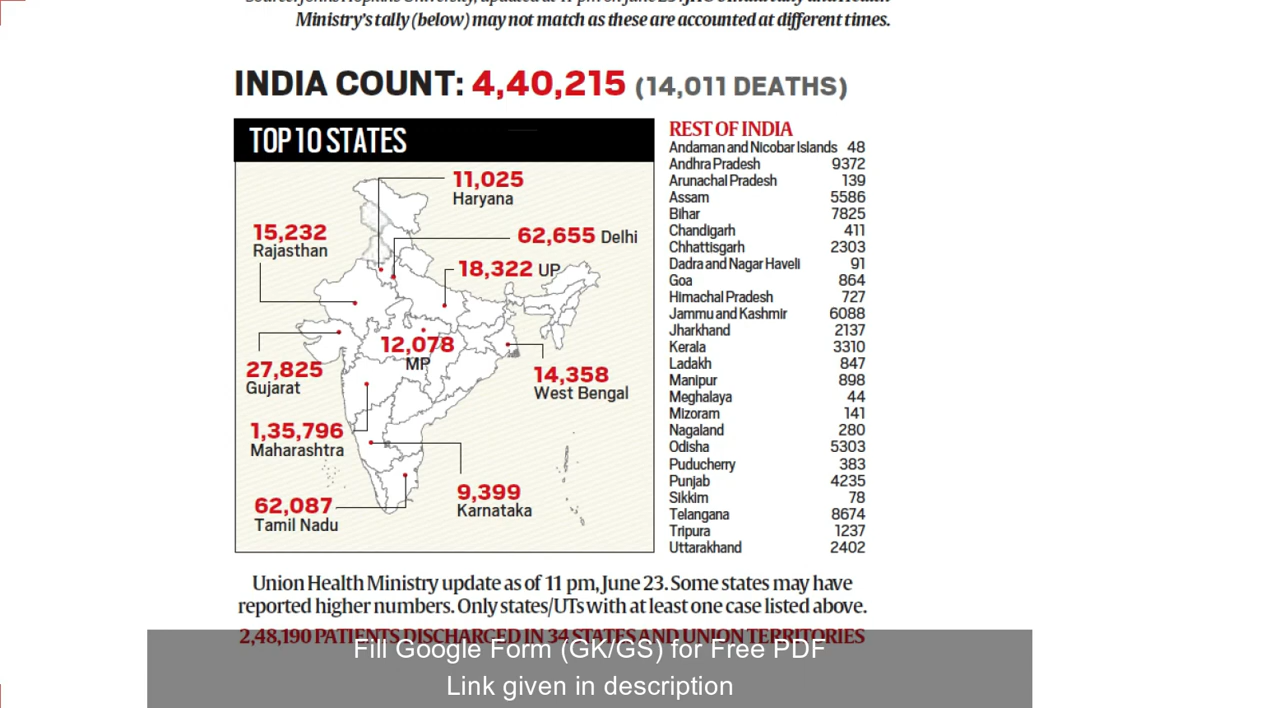 Ministry's tally (below) may not match as these are accounted at different times.
INDIA COUNT: 4,40,215 (14,011 DEATHS)
TOP 10 STATES
11,025
Haryana
15,232
Rajasthan
62,655 Delhi
18,322 UP
12,078
MP
27,825
Gujarat
14,358
West Bengal
1,35,796
Maharashtra
9,399
Karnataka
62,087
Tamil Nadu
REST OF INDIA
Andaman and Nicobar Islands 48
Andhra Pradesh 9372
Arunachal Pradesh 139
Assam 5586
Bihar 7825
Chandigarh 411
Chhattisgarh 2303
Dadra and Nagar Haveli 91
Goa 864
Himachal Pradesh 727
Jammu and Kashmir 6088
Jharkhand 2137
Kerala 3310
Ladakh 847
Manipur 898
Meghalaya 44
Mizoram 141
Nagaland 280
Odisha 5303
Puducherry 383
Punjab 4235
Sikkim 78
Telangana 8674
Tripura 1237
Uttarakhand 2402
Union Health Ministry update as of 11 pm, June 23. Some states may have
reported higher numbers. Only states/UTs with at least one case listed above.
2,48,190 PATIENTS DISCHARGED IN 34 STATES AND UNION TERRITORIES
Fill Google Form (GK/GS) for Free PDF
Link given in description